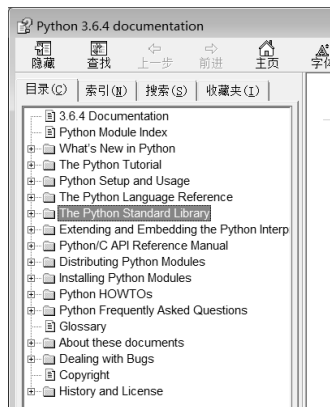 Python 3.6.4 documentation
隐藏 查找 上一步 前进 主页 字体
目录(C) 索引(N) 搜索(S) 收藏夹(I)
3.6.4 Documentation
Python Module Index
What's New in Python
The Python Tutorial
Python Setup and Usage
The Python Language Reference
The Python Standard Library
Extending and Embedding the Python Interp
Python/C API Reference Manual
Distributing Python Modules
Installing Python Modules
Python HOWTOs
Python Frequently Asked Questions
Glossary
About these documents
Dealing with Bugs
Copyright
History and License